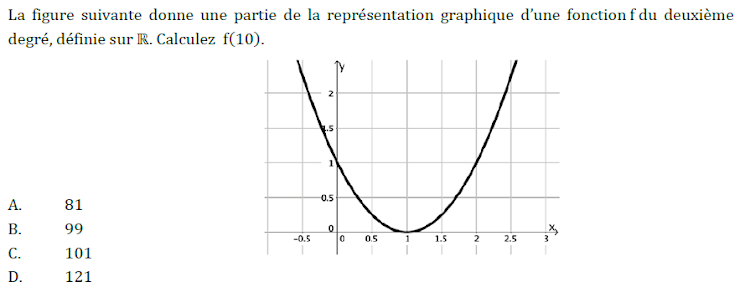 La figure suivante donne une partie de la représentation graphique d'une fonction f du deuxième
degré, définie sur ℝ. Calculez f(10).
y
2
1.5
1
0.5
0
-0.5 0 0.5 1 1.5 2 2.5 3 x
A. 81
B. 99
C. 101
D. 121